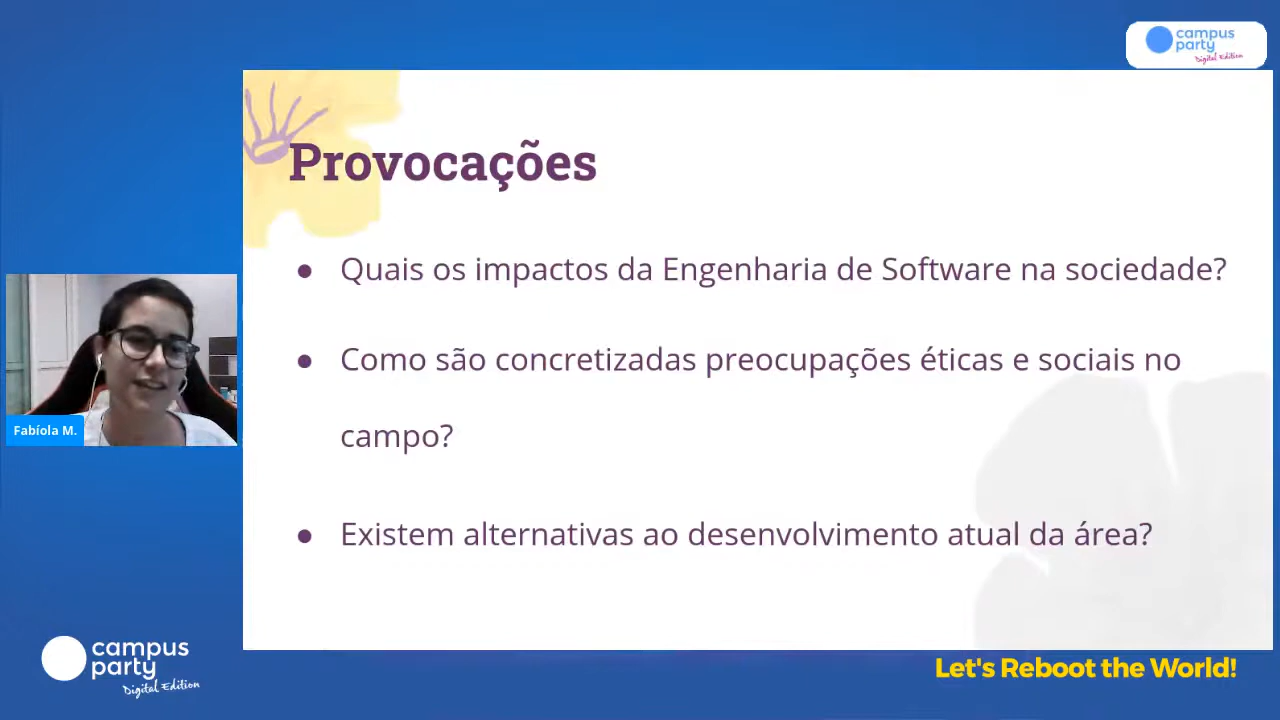 campus
party
Digital Edition
Provocações
● Quais os impactos da Engenharia de Software na sociedade?
● Como são concretizadas preocupações éticas e sociais no
campo?
● Existem alternativas ao desenvolvimento atual da área?
Fabíola M.
campus
party
Digital Edition
Let's Reboot the World!